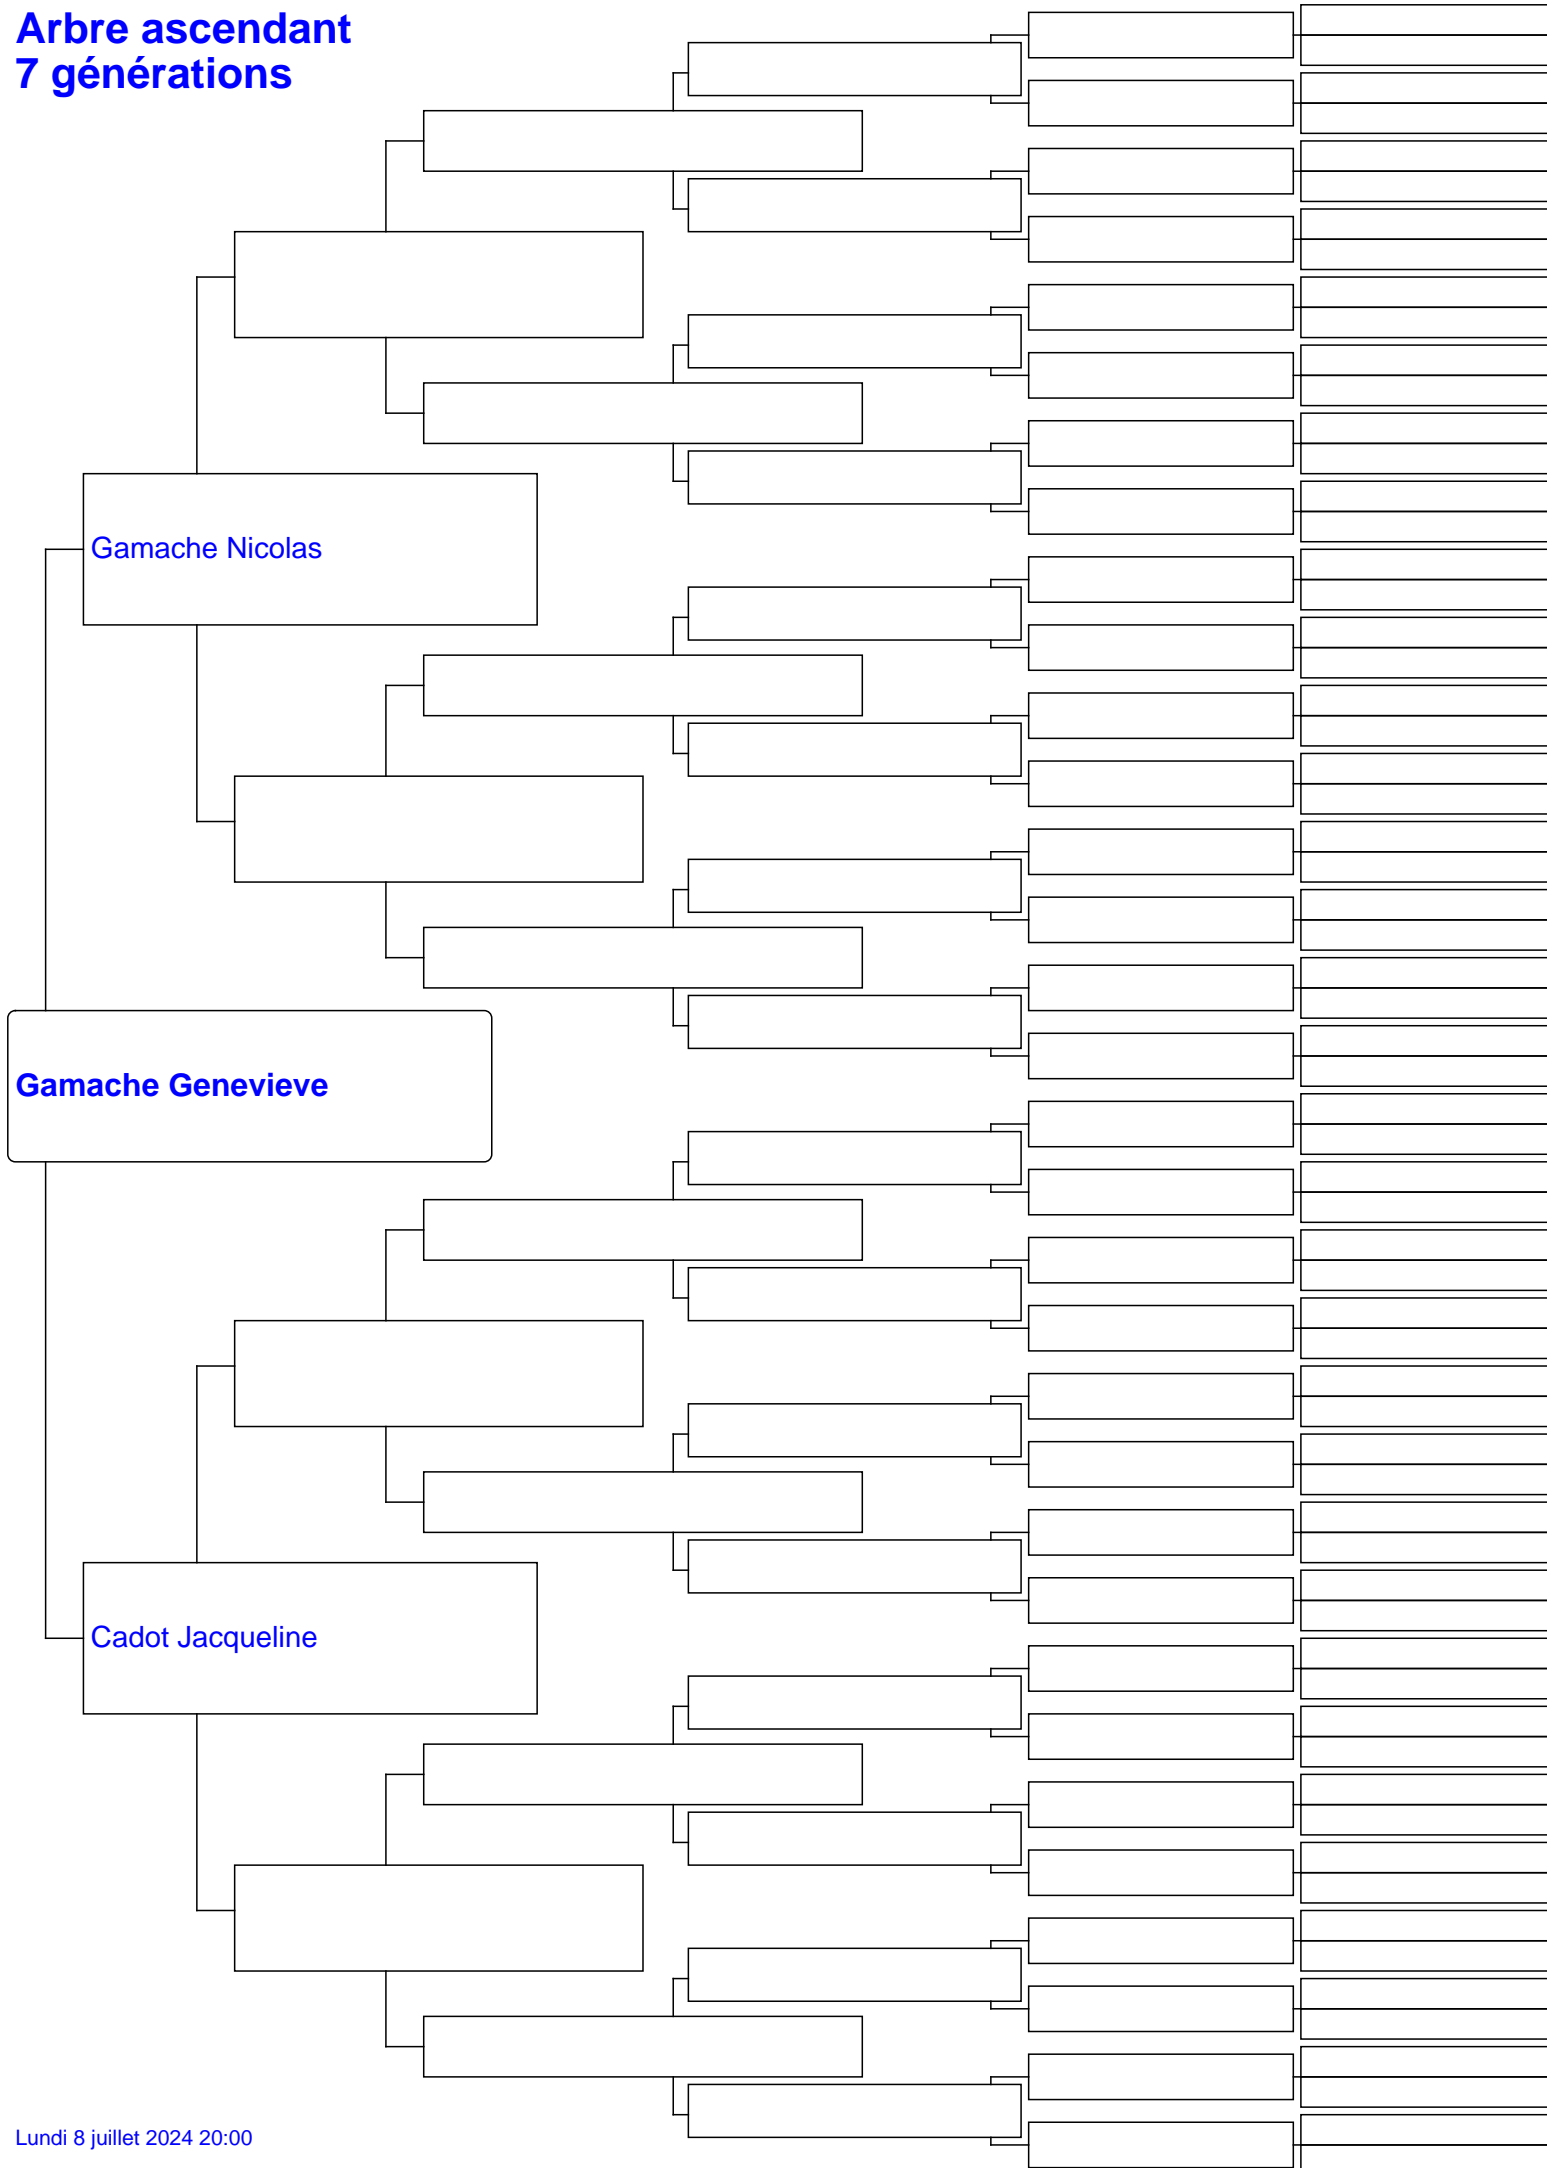 Arbre ascendant
7 générations
Gamache Nicolas
Gamache Genevieve
Cadot Jacqueline
Lundi 8 juillet 2024 20:00